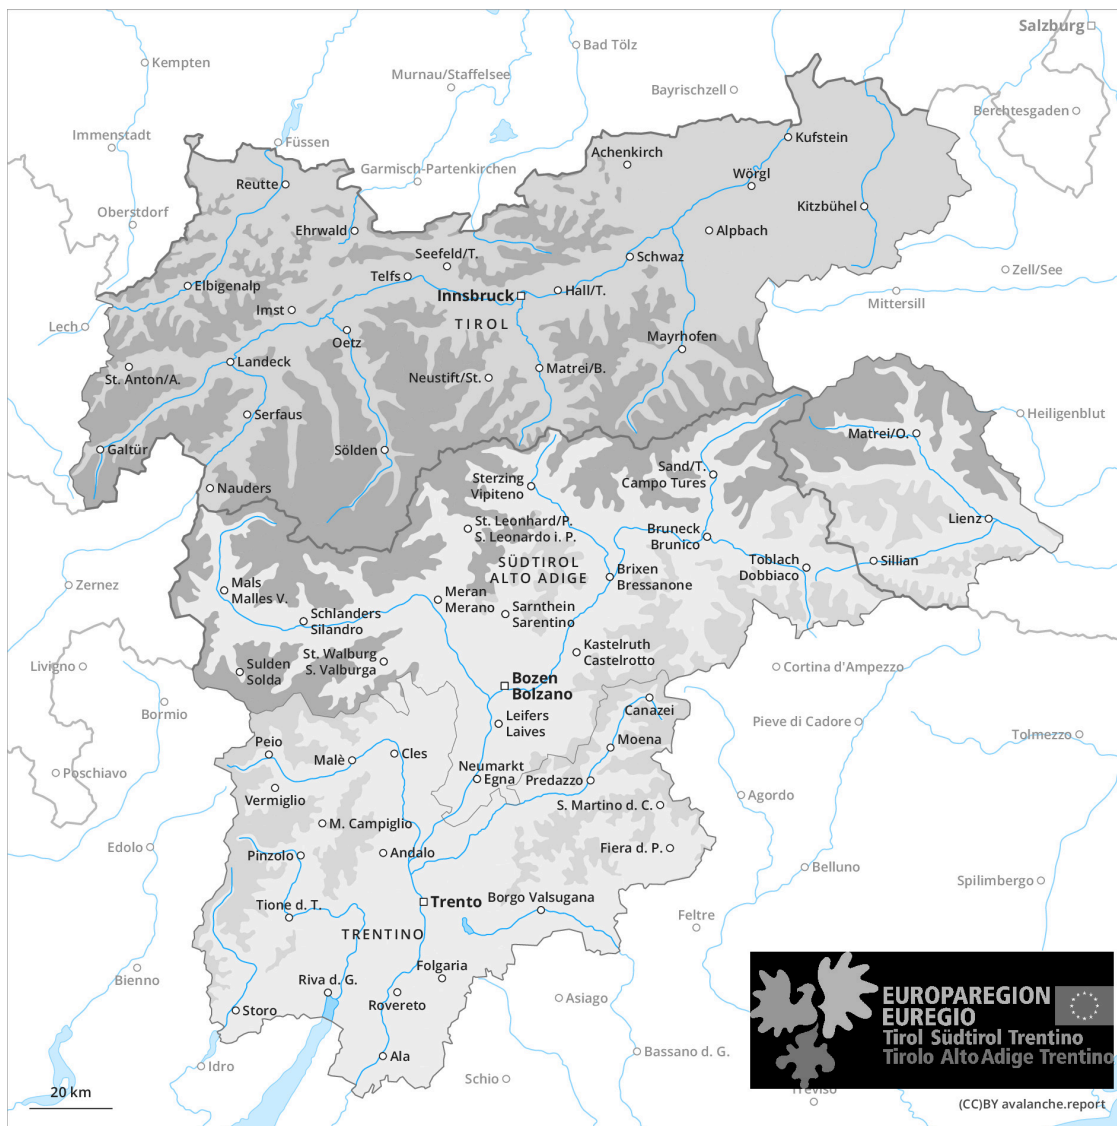 Salzburg
Bad Tölz
Kempten
Murnau/Staffelsee
Bayrischzell
Berchtesgaden
Immenstadt
Füssen
Kufstein
Achenkirch
Garmisch-Partenkirchen
Wörgl
Reutte
Kitzbühel
Oberstdorf
Ehrwald
Alpbach
Seefeld/T.
Schwaz
Zell/See
Telfs
Elbigenalp
Hall/T.
Innsbruck
Mittersill
Imst
Lech
TIROL
Oetz
Mayrhofen
Landeck
Matrei/B.
St. Anton/A.
Neustift/St.
Serfaus
Heiligenblut
Matrei/O.
Galtür
Sölden
Sand/T.
Campo Tures
Sterzing
Vipiteno
Nauders
Lienz
St. Leonhard/P.
S. Leonardo i. P.
Bruneck
Brunico
SÜDTIROL
ALTO ADIGE
Toblach
Dobbiaco
Sillian
Brixen
Bressanone
Zernez
Mals
Malles V.
Meran
Merano
Schlanders
Silandro
Sarnthein
Sarentino
Kastelruth
Castelrotto
St. Walburg
S. Valburga
Livigno
Sulden
Solda
Cortina d'Ampezzo
Bozen
Bolzano
Bormio
Canazei
Leifers
Laives
Pieve di Cadore
Tolmezzo
Peio
Cles
Moena
Malè
Neumarkt
Egna
Predazzo
Poschiavo
Vermiglio
Agordo
S. Martino d. C.
M. Campiglio
Edolo
Pinzolo
Andalo
Fiera d. P.
Belluno
Spilimbergo
Borgo Valsugana
Trento
Tione d. T.
Feltre
TRENTINO
Folgaria
Bienno
Riva d. G.
Rovereto
Asiago
Storo
EUROPAREGION
EUREGIO
Tirol Südtirol Trentino
Tirolo Alto Adige Trentino
Ala
Bassano d. G.
Idro
Schio
Treviso
20 km
(CC)BY avalanche.report